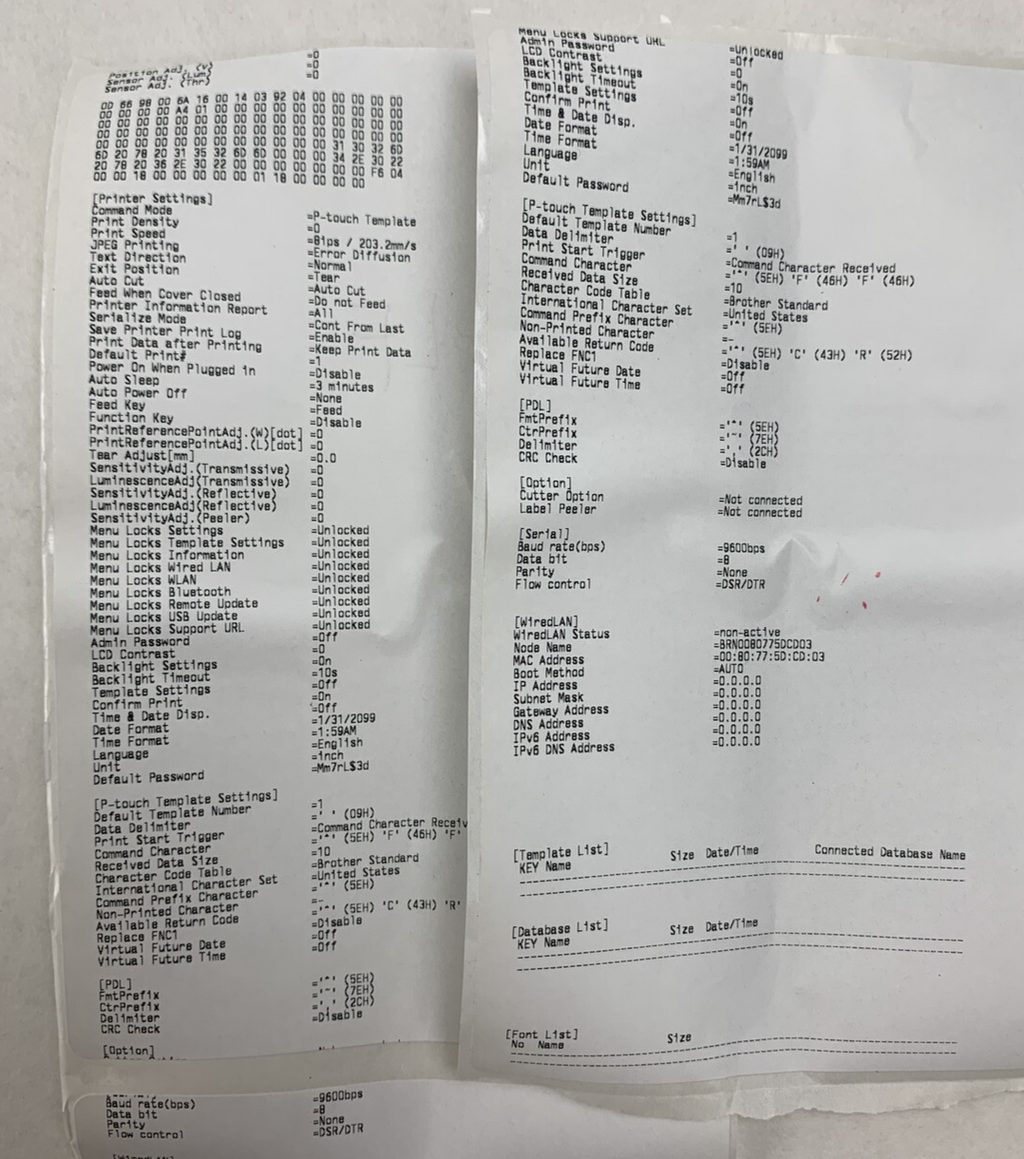 Position Adj. (V) =0
Sensor Adj. (Lum) =0
Sensor Adj. (Thr) =0
0D 66 98 00 6A 16 00 14 03 92 04 00 00 00 00 00
00 00 00 00 A4 01 00 00 00 00 00 00 00 00 00 00
00 00 00 00 00 00 00 00 00 00 00 00 00 00 00 00
00 00 00 00 00 00 00 00 00 00 00 00 00 00 00 00
00 00 00 00 00 00 00 00 00 00 00 00 31 30 32 6D
6D 20 78 20 31 35 32 6D 6D 00 00 00 34 2E 30 22
20 78 20 36 2E 30 22 00 00 00 00 00 00 00 F6 04
00 00 18 00 00 00 00 00 01 18 00 00 00 00
[Printer Settings]
Command Mode =P-touch Template
Print Density =0
Print Speed =8ips / 203.2mm/s
JPEG Printing =Error Diffusion
Text Direction =Normal
Exit Position =Tear
Auto Cut =Auto Cut
Feed When Cover Closed =Do not Feed
Printer Information Report =All
Serialize Mode =Cont From Last
Save Printer Print Log =Enable
Print Data after Printing =Keep Print Data
Default Print# =1
Power On When Plugged in =Disable
Auto Sleep =3 minutes
Auto Power Off =None
Feed Key =Feed
Function Key =Disable
PrintReferencePointAdj.(W)[dot] =0
PrintReferencePointAdj.(L)[dot] =0
Tear Adjust[mm] =0.0
SensitivityAdj.(Transmissive) =0
LuminescenceAdj(Transmissive) =0
SensitivityAdj.(Reflective) =0
LuminescenceAdj(Reflective) =0
SensitivityAdj.(Peeler) =0
Menu Locks Settings =Unlocked
Menu Locks Template Settings =Unlocked
Menu Locks Information =Unlocked
Menu Locks Wired LAN =Unlocked
Menu Locks WLAN =Unlocked
Menu Locks Bluetooth =Unlocked
Menu Locks Remote Update =Unlocked
Menu Locks USB Update =Unlocked
Menu Locks Support URL =Unlocked
Admin Password =Off
LCD Contrast =0
Backlight Settings =On
Backlight Timeout =10s
Template Settings =Off
Confirm Print =On
Time & Date Disp. =Off
Date Format =1/31/2099
Time Format =1:59AM
Language =English
Unit =inch
Default Password =Mm7rL$3d
[P-touch Template Settings]
Default Template Number =1
Data Delimiter =' ' (09H)
Print Start Trigger =Command Character Receiv
Command Character ='^' (5EH) 'F' (46H) 'F'
Received Data Size =10
Character Code Table =Brother Standard
International Character Set =United States
Command Prefix Character ='^' (5EH)
Non-Printed Character =-
Available Return Code ='^' (5EH) 'C' (43H) 'R'
Replace FNC1 =Disable
Virtual Future Date =Off
Virtual Future Time =Off
[PDL]
FmtPrefix ='^' (5EH)
CtrPrefix ='~' (7EH)
Delimiter =',' (2CH)
CRC Check =Disable
[Option]
Baud rate(bps) =9600bps
Data bit =8
Parity =None
Flow control =DSR/DTR
Menu Locks Support URL =Unlocked
Admin Password =Off
LCD Contrast =0
Backlight Settings =On
Backlight Timeout =10s
Template Settings =Off
Confirm Print =On
Time & Date Disp. =Off
Date Format =1/31/2099
Time Format =1:59AM
Language =English
Unit =inch
Default Password =Mm7rL$3d
[P-touch Template Settings]
Default Template Number =1
Data Delimiter =' ' (09H)
Print Start Trigger =Command Character Received
Command Character ='^' (5EH) 'F' (46H) 'F' (46H)
Received Data Size =10
Character Code Table =Brother Standard
International Character Set =United States
Command Prefix Character ='^' (5EH)
Non-Printed Character =-
Available Return Code ='^' (5EH) 'C' (43H) 'R' (52H)
Replace FNC1 =Disable
Virtual Future Date =Off
Virtual Future Time =Off
[PDL]
FmtPrefix ='^' (5EH)
CtrPrefix ='~' (7EH)
Delimiter =',' (2CH)
CRC Check =Disable
[Option]
Cutter Option =Not connected
Label Peeler =Not connected
[Serial]
Baud rate(bps) =9600bps
Data bit =8
Parity =None
Flow control =DSR/DTR
[WiredLAN]
WiredLAN Status =non-active
Node Name =BRN0080775DCD03
MAC Address =00:80:77:5D:CD:03
Boot Method =AUTO
IP Address =0.0.0.0
Subnet Mask =0.0.0.0
Gateway Address =0.0.0.0
DNS Address =0.0.0.0
IPv6 Address =0.0.0.0
IPv6 DNS Address =0.0.0.0
[Template List]
KEY Name Size Date/Time Connected Database Name
[Database List]
KEY Name Size Date/Time
[Font List]
No Name Size